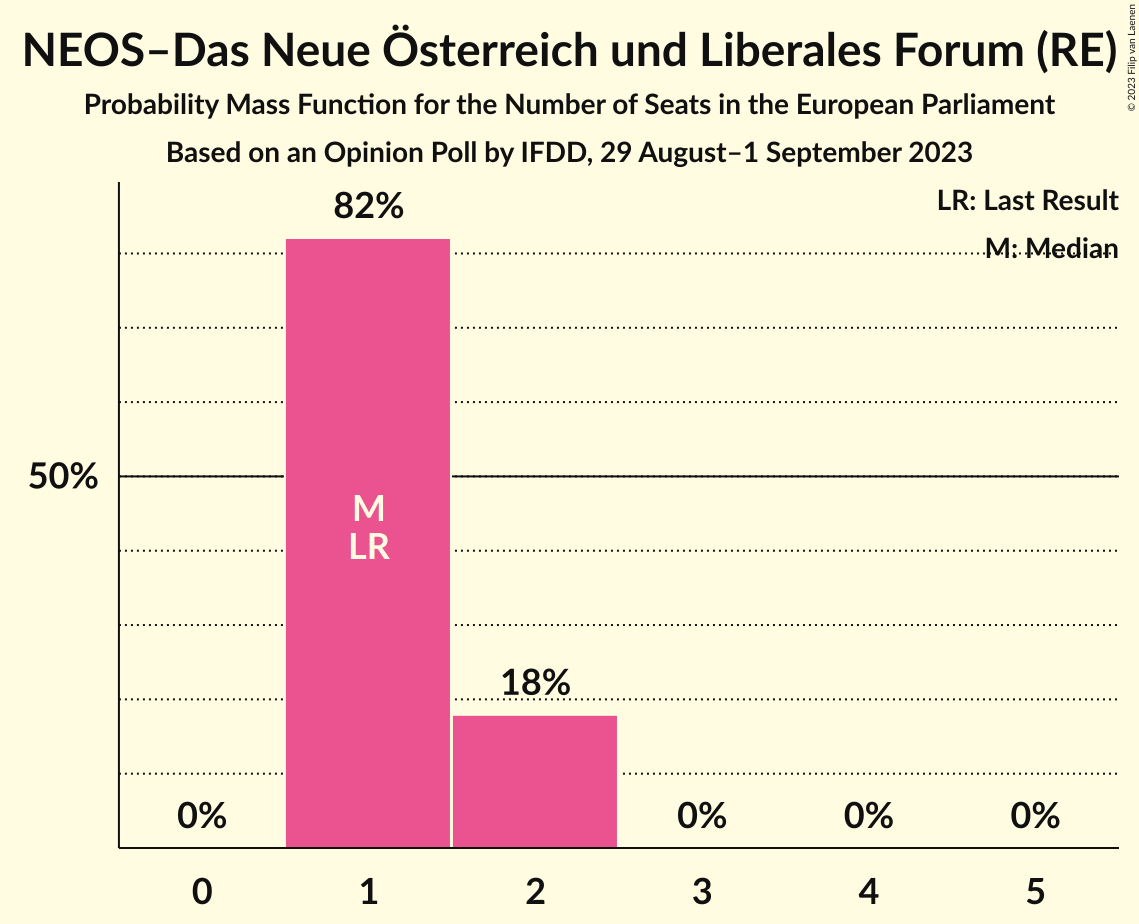 NEOS–Das Neue Österreich und Liberales Forum (RE)
Probability Mass Function for the Number of Seats in the European Parliament
Based on an Opinion Poll by IFDD, 29 August–1 September 2023
© 2023 Filip van Laenen
LR: Last Result
M: Median
82%
50%
M
LR
18%
0%
0%
0%
0%
0
1
2
3
4
5